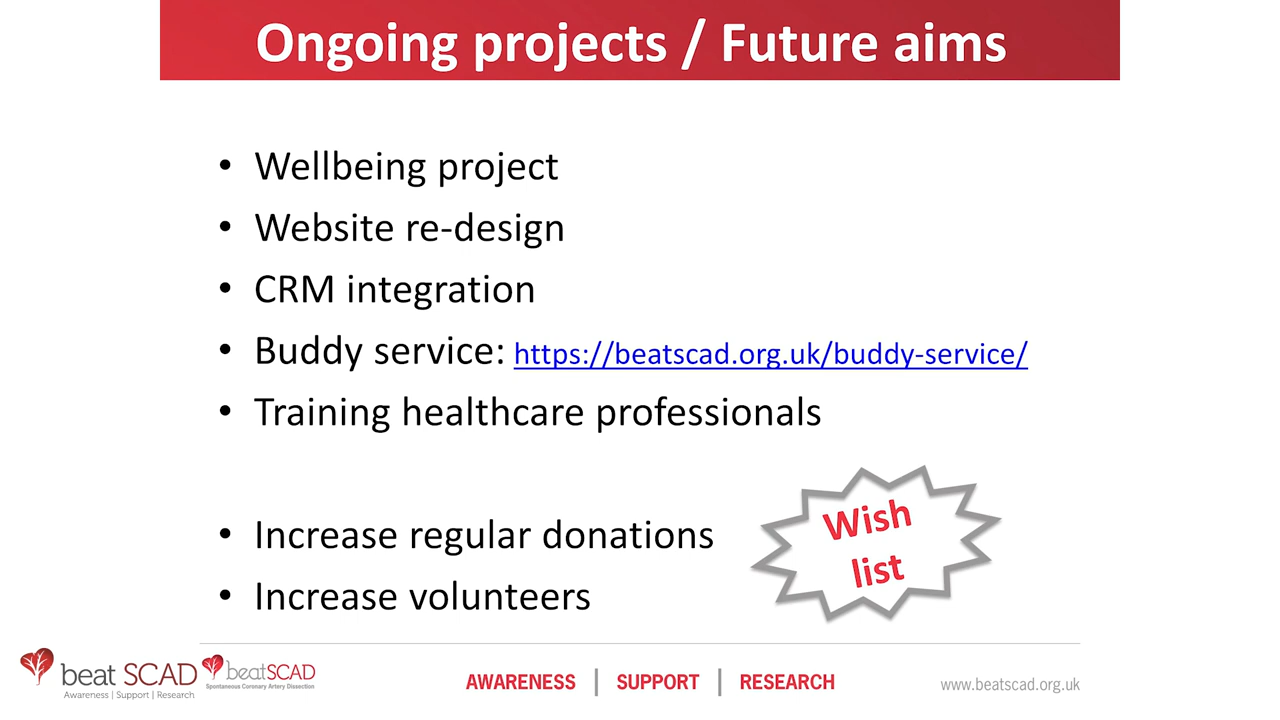 Ongoing projects / Future aims
• Wellbeing project
• Website re-design
• CRM integration
• Buddy service: https://beatscad.org.uk/buddy-service/
• Training healthcare professionals
• Increase regular donations
• Increase volunteers
Wish
list
beat SCAD
Awareness | Support | Research
beatSCAD
Spontaneous Coronary Artery Dissection
AWARENESS | SUPPORT | RESEARCH
www.beatscad.org.uk